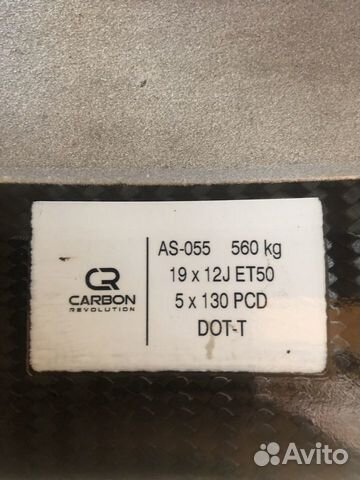 AS-055 560 kg
19 x 12J ET50
5 x 130 PCD
DOT-T
CR
CARBON
REVOLUTION
Avito